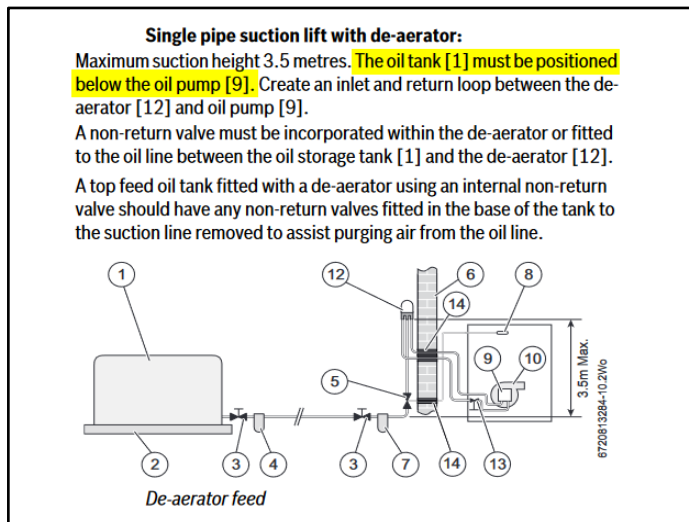 Single pipe suction lift with de-aerator:
Maximum suction height 3.5 metres. The oil tank [1] must be positioned
below the oil pump [9]. Create an inlet and return loop between the de-
aerator [12] and oil pump [9].
A non-return valve must be incorporated within the de-aerator or fitted
to the oil line between the oil storage tank [1] and the de-aerator [12].
A top feed oil tank fitted with a de-aerator using an internal non-return
valve should have any non-return valves fitted in the base of the tank to
the suction line removed to assist purging air from the oil line.
1
12
6
8
14
9
10
5
3.5m Max.
6720813284-10.2Wo
2
3
4
3
7
14
13
De-aerator feed